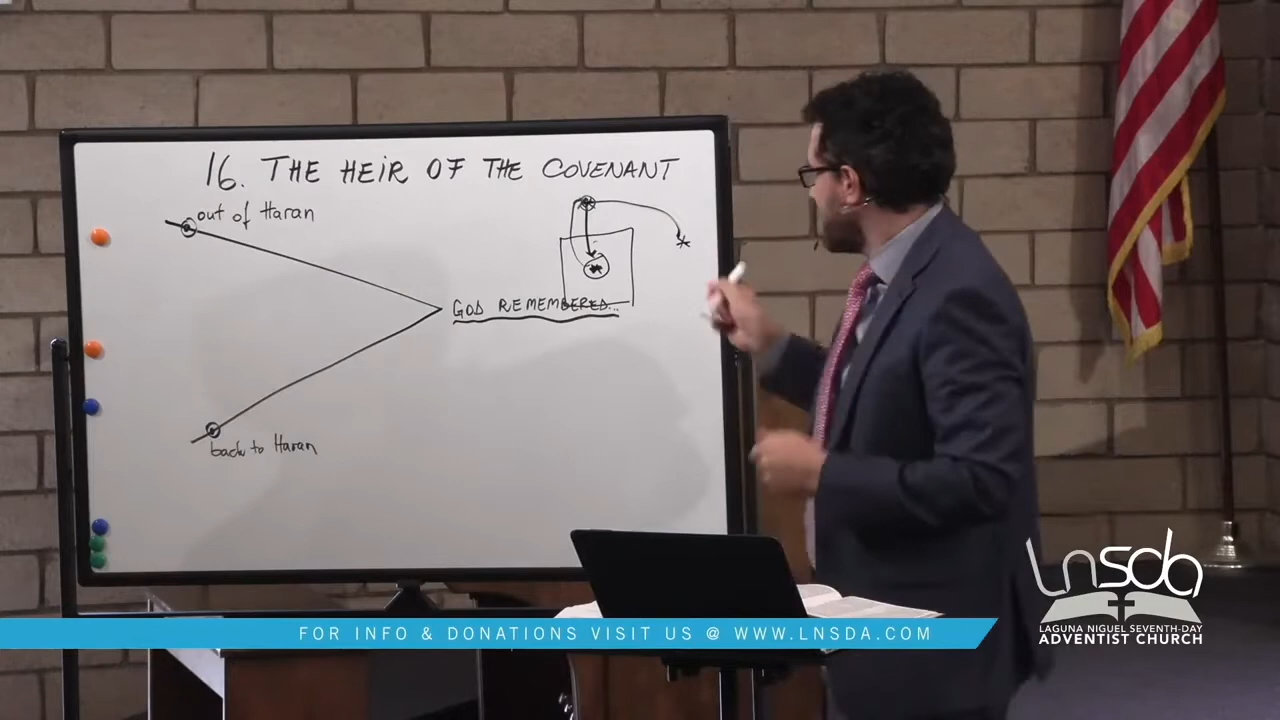 16. THE HEIR OF THE COVENANT
out of Haran
GOD REMEMBERED...
back to Haran
FOR INFO & DONATIONS VISIT US @ WWW.LNSDA.COM
LNSDA
LAGUNA NIGUEL SEVENTH-DAY
ADVENTIST CHURCH